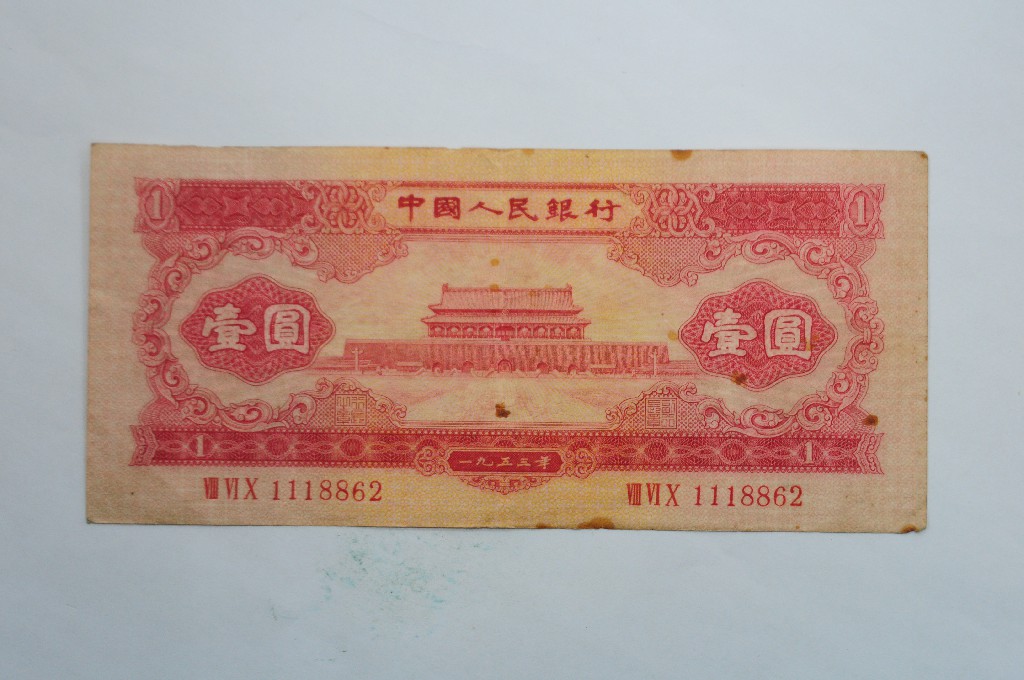 1 中國人民銀行 1
壹圓 壹圓
1 一九五三年 1
VIII VI X 1118862 VIII VI X 1118862